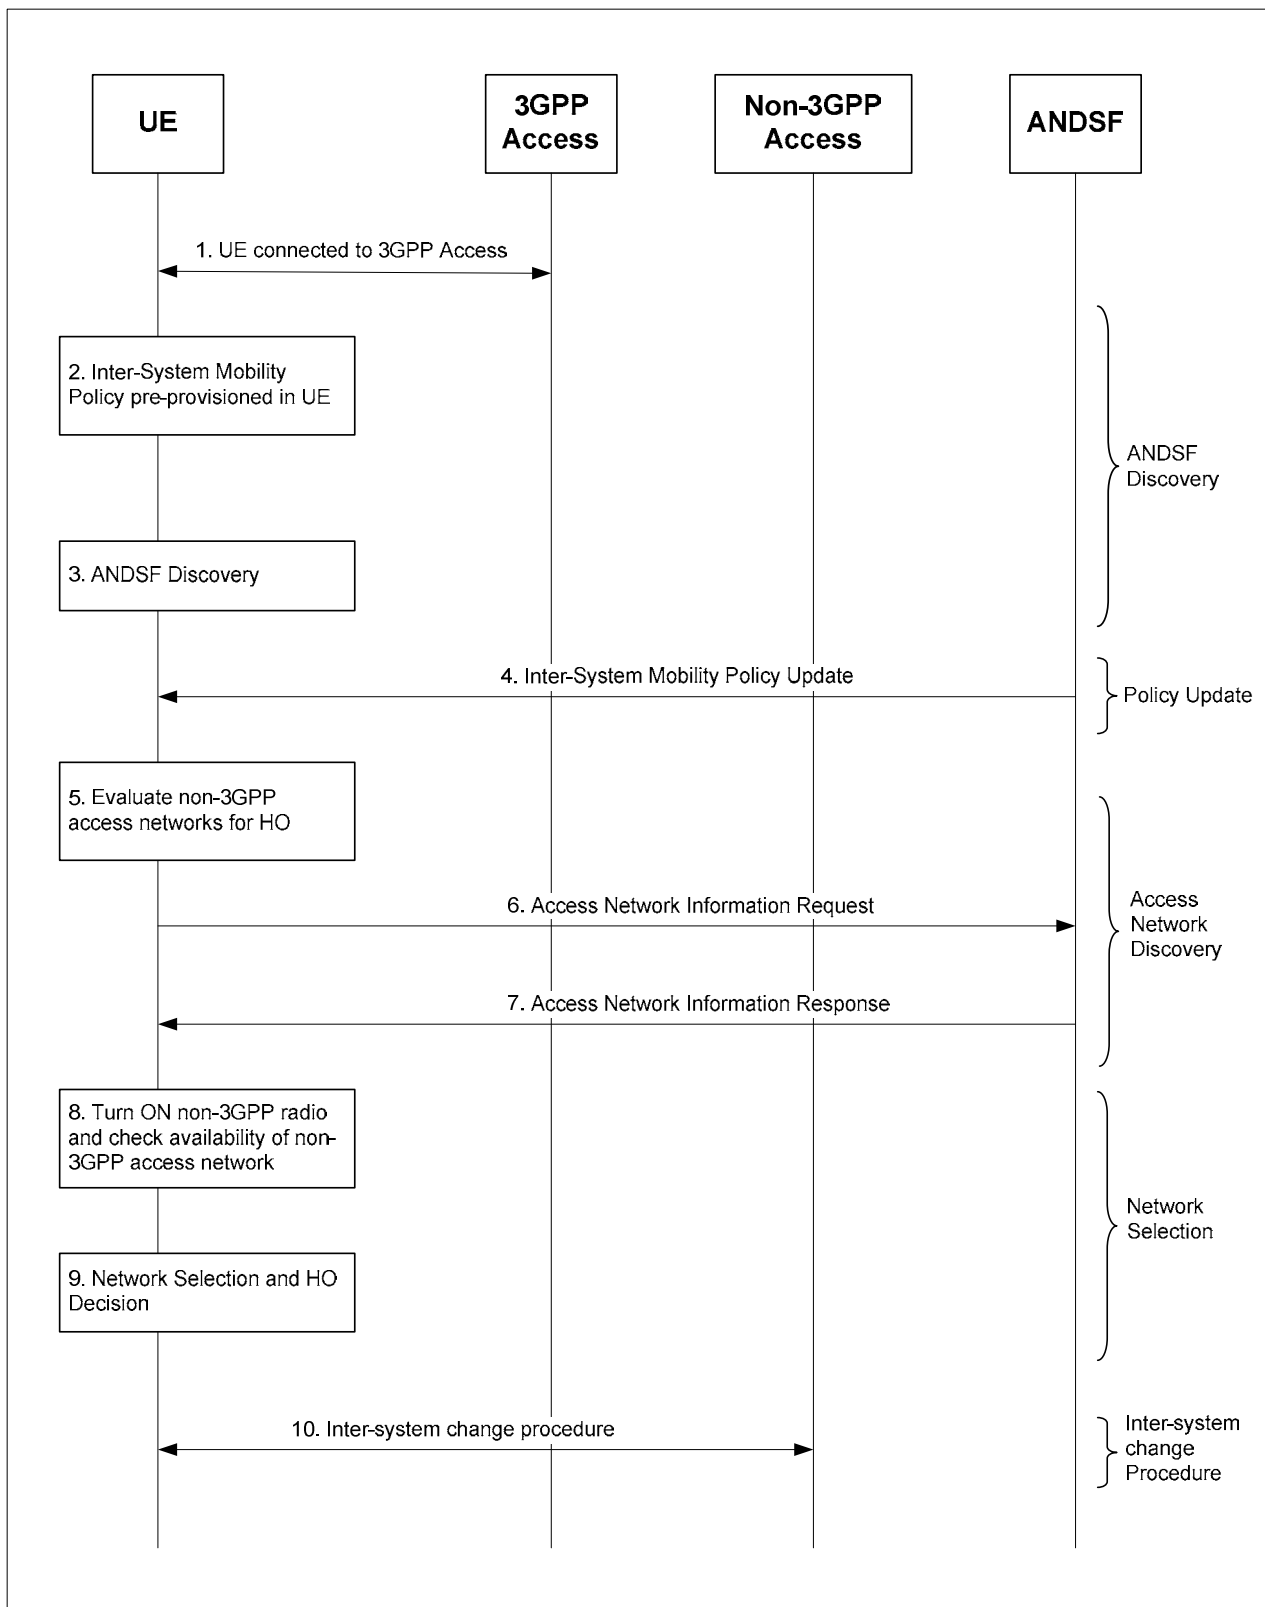 UE
3GPP
Access
Non-3GPP
Access
ANDSF
1. UE connected to 3GPP Access
2. Inter-System Mobility
Policy pre-provisioned in UE
ANDSF
Discovery
3. ANDSF Discovery
4. Inter-System Mobility Policy Update
Policy Update
5. Evaluate non-3GPP
access networks for HO
6. Access Network Information Request
Access
Network
Discovery
7. Access Network Information Response
8. Turn ON non-3GPP radio
and check availability of non-
3GPP access network
Network
Selection
9. Network Selection and HO
Decision
10. Inter-system change procedure
Inter-system
change
Procedure